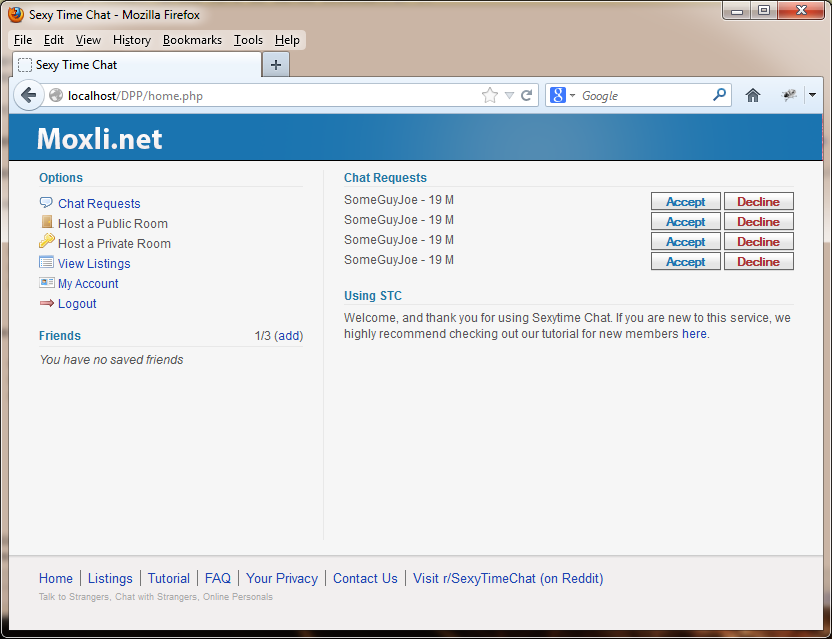 Sexy Time Chat - Mozilla Firefox
File Edit View History Bookmarks Tools Help
Sexy Time Chat
localhost/DPP/home.php
8 Google
Moxli.net
Options
Chat Requests
Host a Public Room
Host a Private Room
View Listings
My Account
Logout
Friends 1/3 (add)
You have no saved friends
Chat Requests
SomeGuyJoe - 19 M Accept Decline
SomeGuyJoe - 19 M Accept Decline
SomeGuyJoe - 19 M Accept Decline
SomeGuyJoe - 19 M Accept Decline
Using STC
Welcome, and thank you for using Sexytime Chat. If you are new to this service, we
highly recommend checking out our tutorial for new members here.
Home | Listings | Tutorial | FAQ | Your Privacy | Contact Us | Visit r/SexyTimeChat (on Reddit)
Talk to Strangers, Chat with Strangers, Online Personals